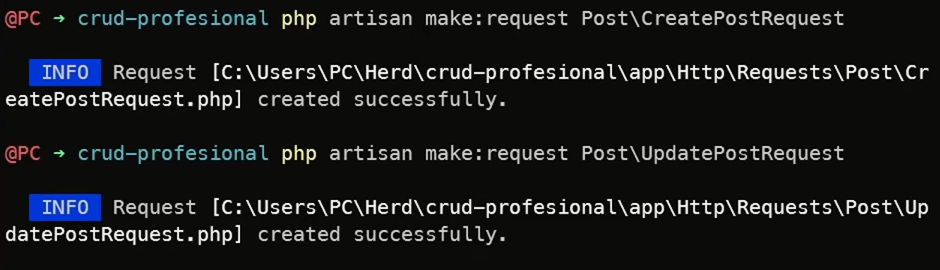 @PC → crud-profesional php artisan make:request Post\CreatePostRequest
INFO Request [C:\Users\PC\Herd\crud-profesional\app\Http\Requests\Post\Cr
eatePostRequest.php] created successfully.
@PC → crud-profesional php artisan make:request Post\UpdatePostRequest
INFO Request [C:\Users\PC\Herd\crud-profesional\app\Http\Requests\Post\Up
datePostRequest.php] created successfully.